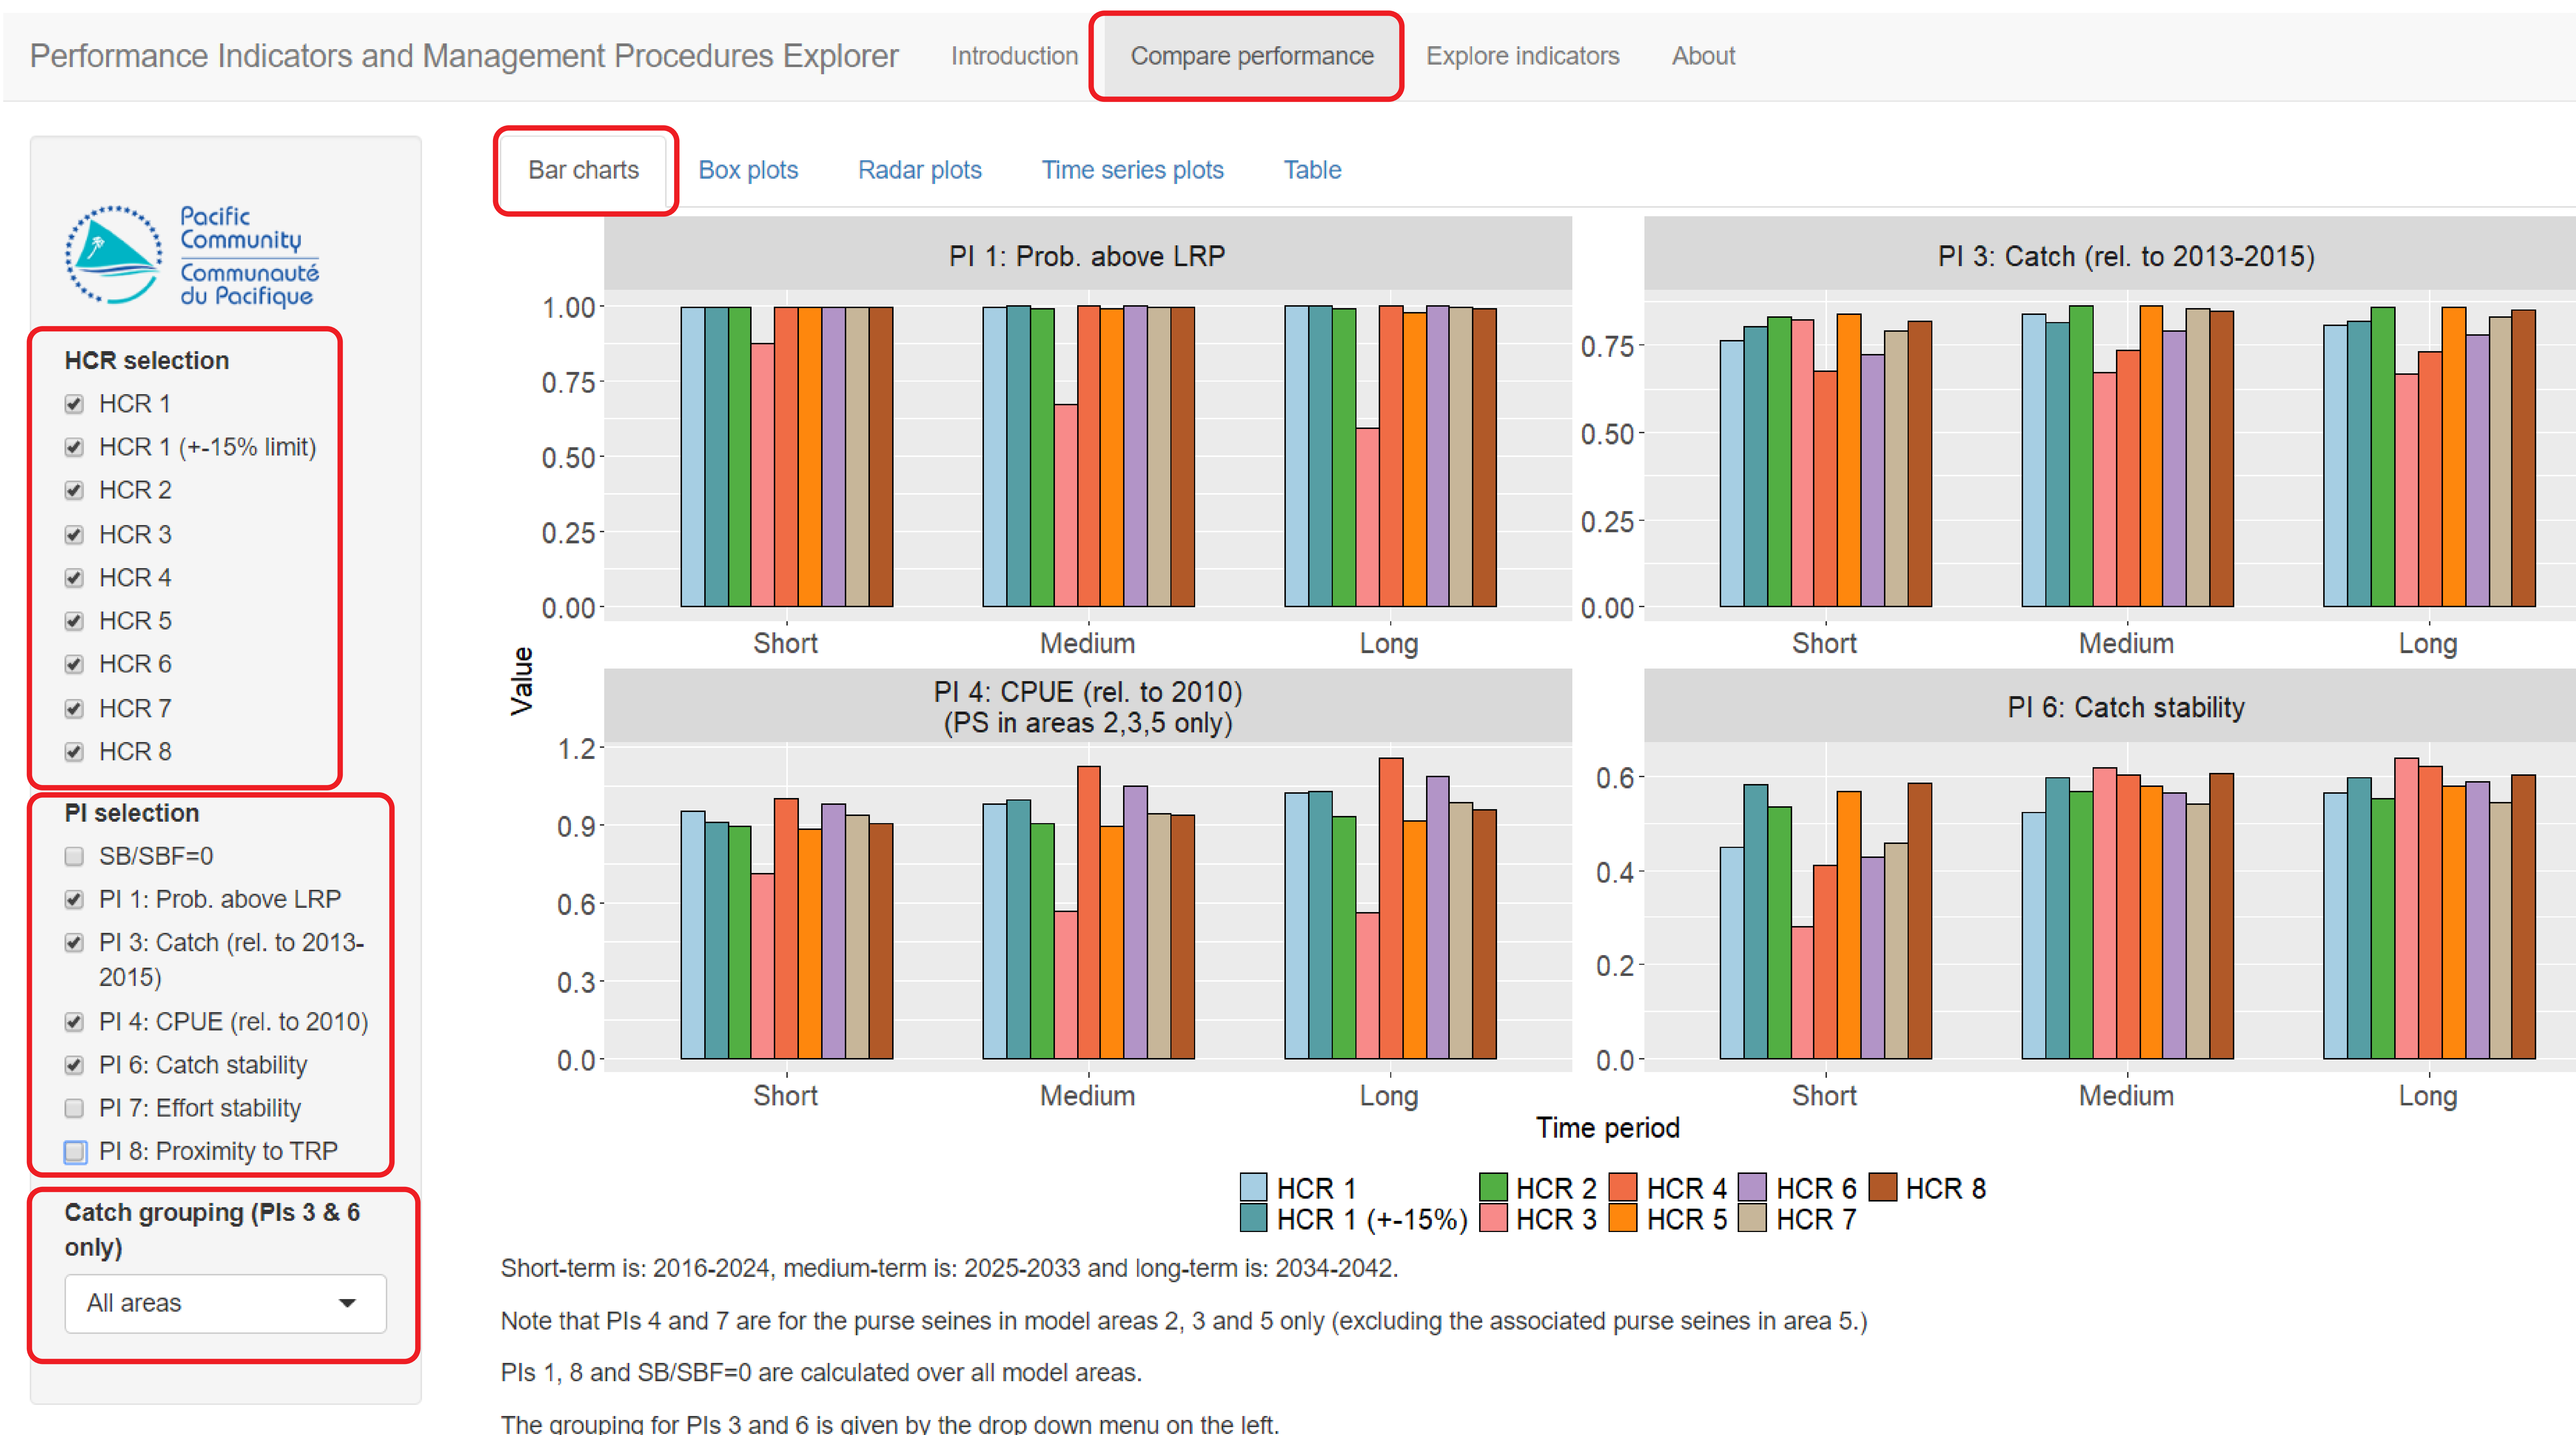 Performance Indicators and Management Procedures Explorer
Introduction
Compare performance
Explore indicators
About
Pacific
Community
Communauté
du Pacifique
HCR selection
HCR 1
HCR 1 (+-15% limit)
HCR 2
HCR 3
HCR 4
HCR 5
HCR 6
HCR 7
HCR 8
PI selection
SB/SBF=0
PI 1: Prob. above LRP
PI 3: Catch (rel. to 2013-
2015)
PI 4: CPUE (rel. to 2010)
PI 6: Catch stability
PI 7: Effort stability
PI 8: Proximity to TRP
Catch grouping (PIs 3 & 6
only)
All areas
Bar charts
Box plots
Radar plots
Time series plots
Table
PI 1: Prob. above LRP
1.00
0.75
0.50
0.25
0.00
Short
Medium
Long
PI 3: Catch (rel. to 2013-2015)
0.75
0.50
0.25
0.00
Short
Medium
Long
Value
PI 4: CPUE (rel. to 2010)
(PS in areas 2,3,5 only)
1.2
0.9
0.6
0.3
0.0
Short
Medium
Long
PI 6: Catch stability
0.6
0.4
0.2
0.0
Short
Medium
Long
Time period
HCR 1
HCR 2
HCR 4
HCR 6
HCR 8
HCR 1 (+-15%)
HCR 3
HCR 5
HCR 7
Short-term is: 2016-2024, medium-term is: 2025-2033 and long-term is: 2034-2042.
Note that PIs 4 and 7 are for the purse seines in model areas 2, 3 and 5 only (excluding the associated purse seines in area 5.)
PIs 1, 8 and SB/SBF=0 are calculated over all model areas.
The grouping for PIs 3 and 6 is given by the drop down menu on the left.